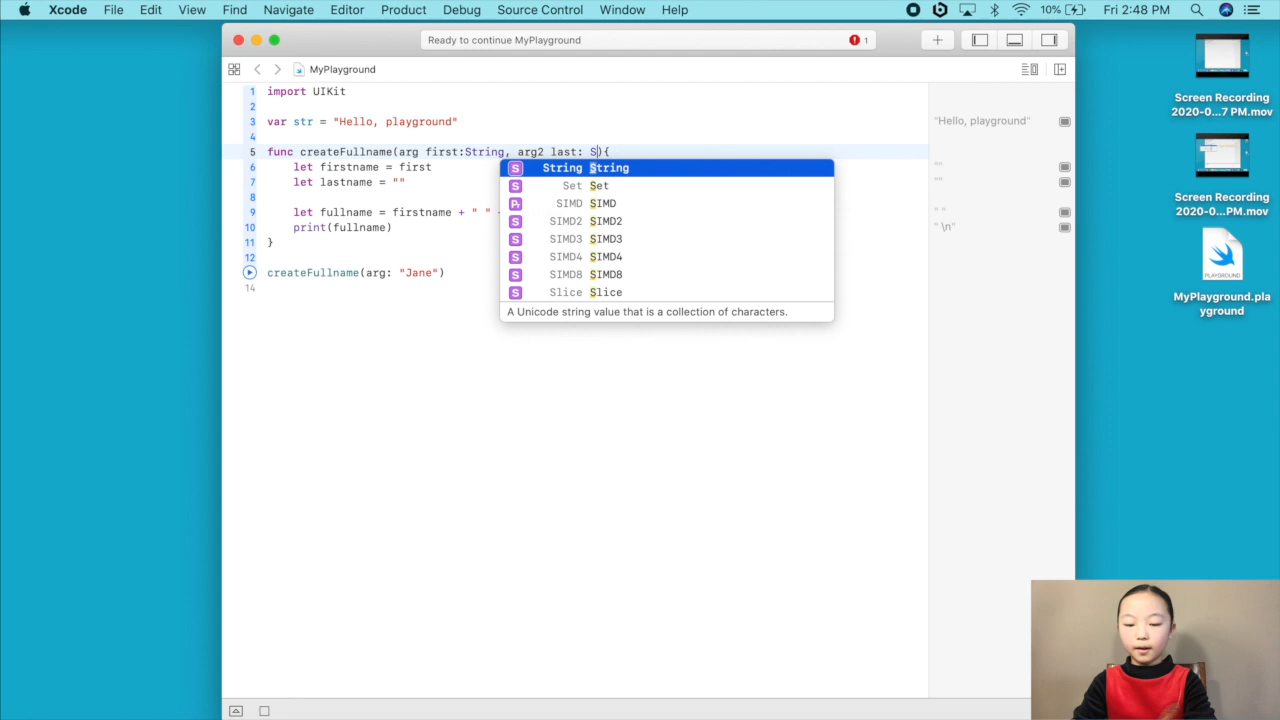 Xcode File Edit View Find Navigate Editor Product Debug Source Control Window Help 10% Fri 2:48 PM
Ready to continue MyPlayground 1
MyPlayground
1 import UIKit
2
3 var str = "Hello, playground" "Hello, playground"
4
5 func createFullname(arg first:String, arg2 last: S){
6 let firstname = first ""
7 let lastname = "" ""
8
9 let fullname = firstname + " " " "
10 print(fullname) " \n"
11 }
12
createFullname(arg: "Jane")
14
S String String
S Set Set
Pr SIMD SIMD
S SIMD2 SIMD2
S SIMD3 SIMD3
S SIMD4 SIMD4
S SIMD8 SIMD8
S Slice Slice
A Unicode string value that is a collection of characters.
Screen Recording
2020-0...7 PM.mov
Screen Recording
2020-0...PM.mov
PLAYGROUND
MyPlayground.pla
yground